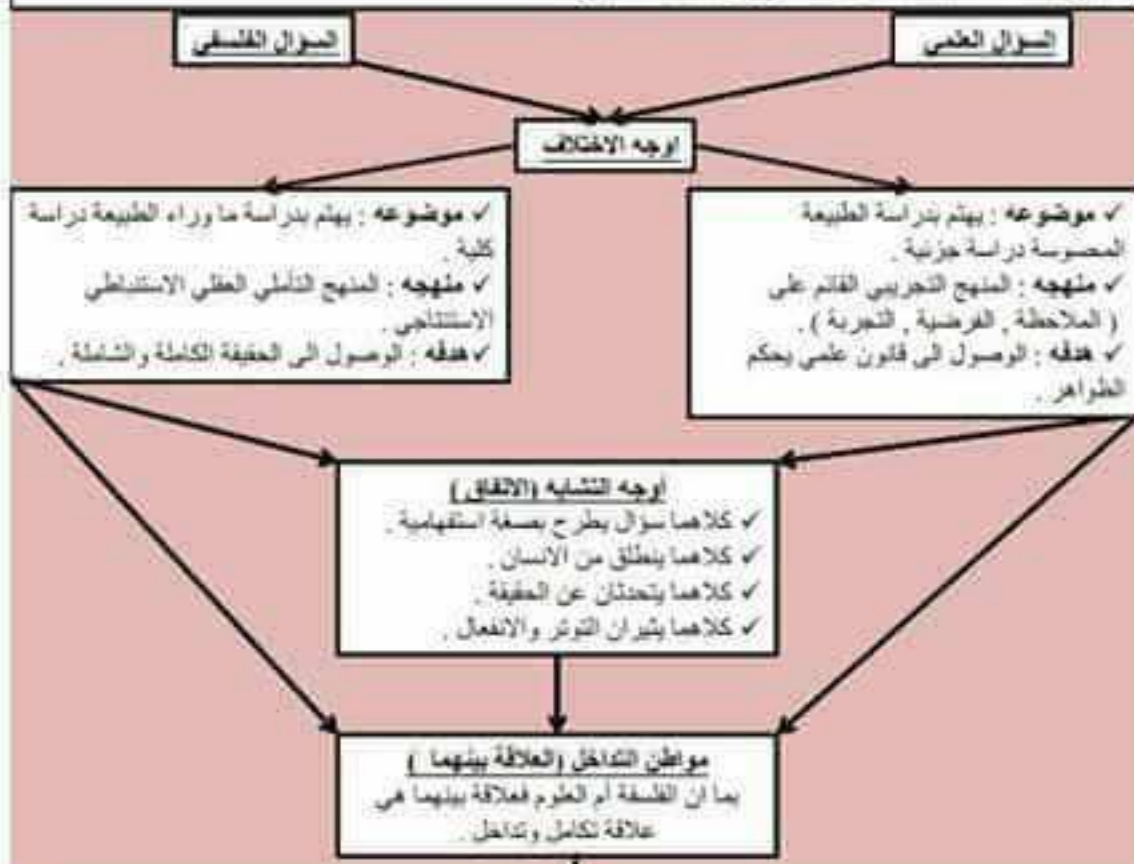 السؤال العلمي
السؤال الفلسفي
اوجه الاختلاف
✓ موضوعه : يهتم بدراسة الطبيعة
المحسوسة دراسة جزئية .
✓ منهجه : المنهج التجريبي القائم على
( الملاحظة , الفرضية , التجربة ) .
✓ هدفه : الوصول الى قانون علمي يحكم
الظواهر .
✓ موضوعه : يهتم بدراسة ما وراء الطبيعة دراسة
كلية .
✓ منهجه : المنهج التأملي العقلي الاستنباطي
الاستنتاجي .
✓ هدفه : الوصول الى الحقيقة الكاملة والشاملة .
أوجه التشابه (الاتفاق )
✓ كلاهما سؤال يطرح بصغة استفهامية .
✓ كلاهما ينطلق من الانسان .
✓ كلاهما يتحدثان عن الحقيقة .
✓ كلاهما يثيران التوتر والانفعال .
مواطن التداخل (العلاقة بينهما )
بما ان الفلسفة أم العلوم فعلاقة بينهما هي
علاقة تكامل وتداخل .